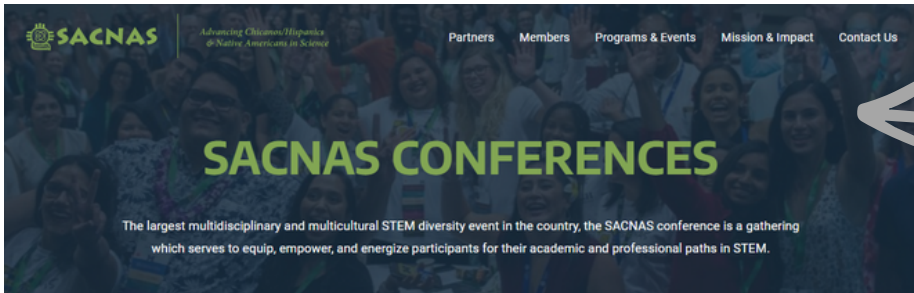 SACNAS
Advancing Chicanos/Hispanics
& Native Americans in Science
Partners Members Programs & Events Mission & Impact Contact Us
SACNAS CONFERENCES
The largest multidisciplinary and multicultural STEM diversity event in the country, the SACNAS conference is a gathering
which serves to equip, empower, and energize participants for their academic and professional paths in STEM.